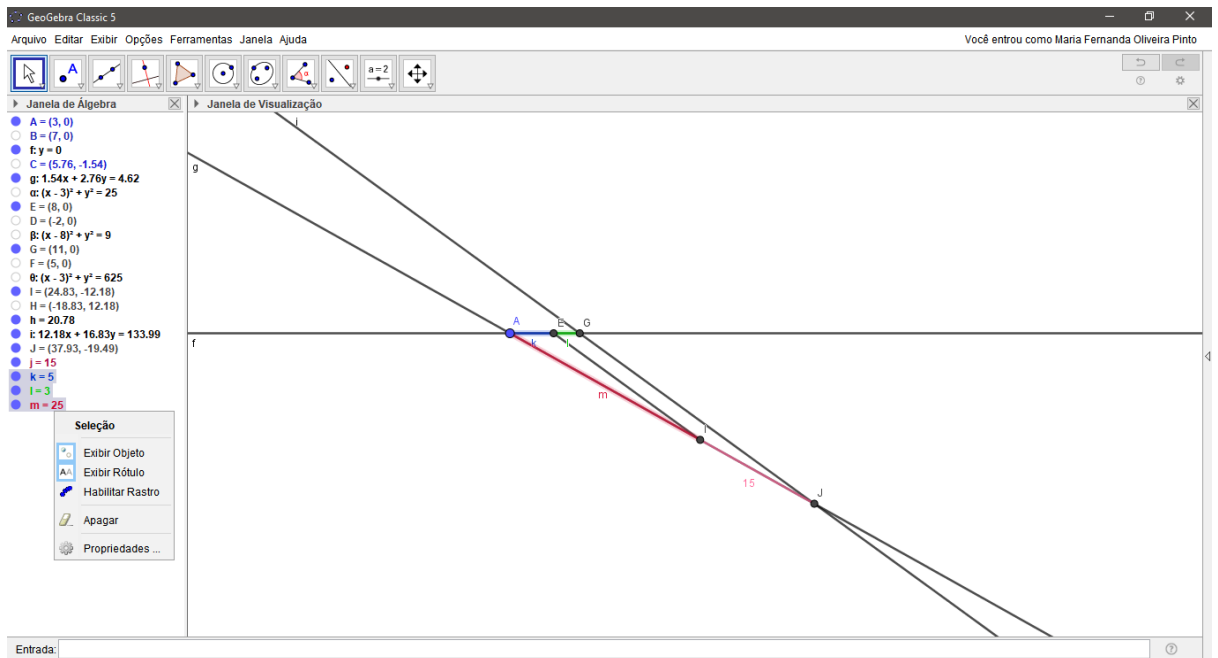 GeoGebra Classic 5
Arquivo Editar Exibir Opções Ferramentas Janela Ajuda
Você entrou como Maria Fernanda Oliveira Pinto
A
a=2
Janela de Álgebra
Janela de Visualização
A = (3, 0)
B = (7, 0)
f: y = 0
C = (5.76, -1.54)
g: 1.54x + 2.76y = 4.62
α: (x - 3)² + y² = 25
E = (8, 0)
D = (-2, 0)
β: (x - 8)² + y² = 9
G = (11, 0)
F = (5, 0)
θ: (x - 3)² + y² = 625
I = (24.83, -12.18)
H = (-18.83, 12.18)
h = 20.78
i: 12.18x + 16.83y = 133.99
J = (37.93, -19.49)
j = 15
k = 5
l = 3
m = 25
Seleção
Exibir Objeto
AA Exibir Rótulo
Habilitar Rastro
Apagar
Propriedades ...
i
g
A
E
G
f
k
l
m
I
15
J
Entrada: